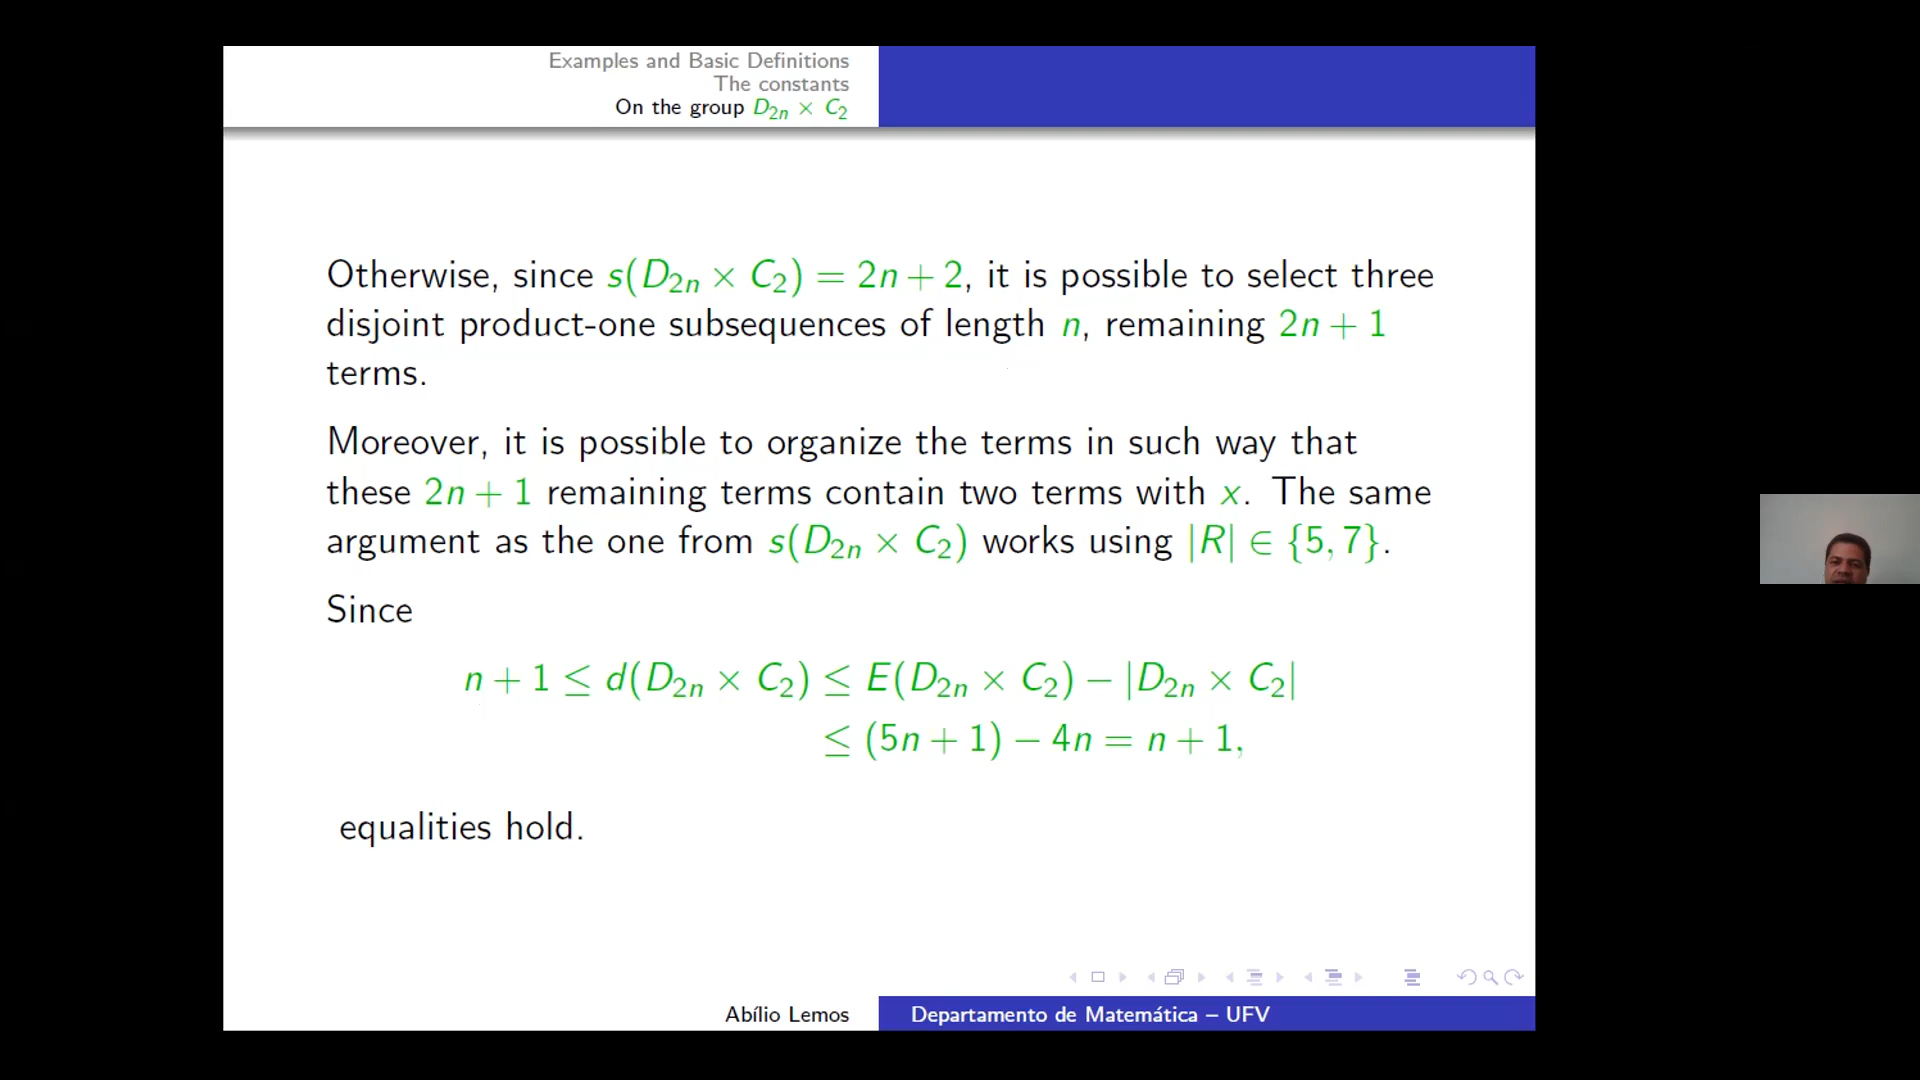 Examples and Basic Definitions
The constants
On the group D₂ₙ × C₂
Otherwise, since s(D₂ₙ × C₂) = 2n + 2, it is possible to select three
disjoint product-one subsequences of length n, remaining 2n + 1
terms.
Moreover, it is possible to organize the terms in such way that
these 2n + 1 remaining terms contain two terms with x. The same
argument as the one from s(D₂ₙ × C₂) works using |R| ∈ {5, 7}.
Since
n + 1 ≤ d(D₂ₙ × C₂) ≤ E(D₂ₙ × C₂) − |D₂ₙ × C₂|
≤ (5n + 1) − 4n = n + 1,
equalities hold.
Abílio Lemos
Departamento de Matemática – UFV